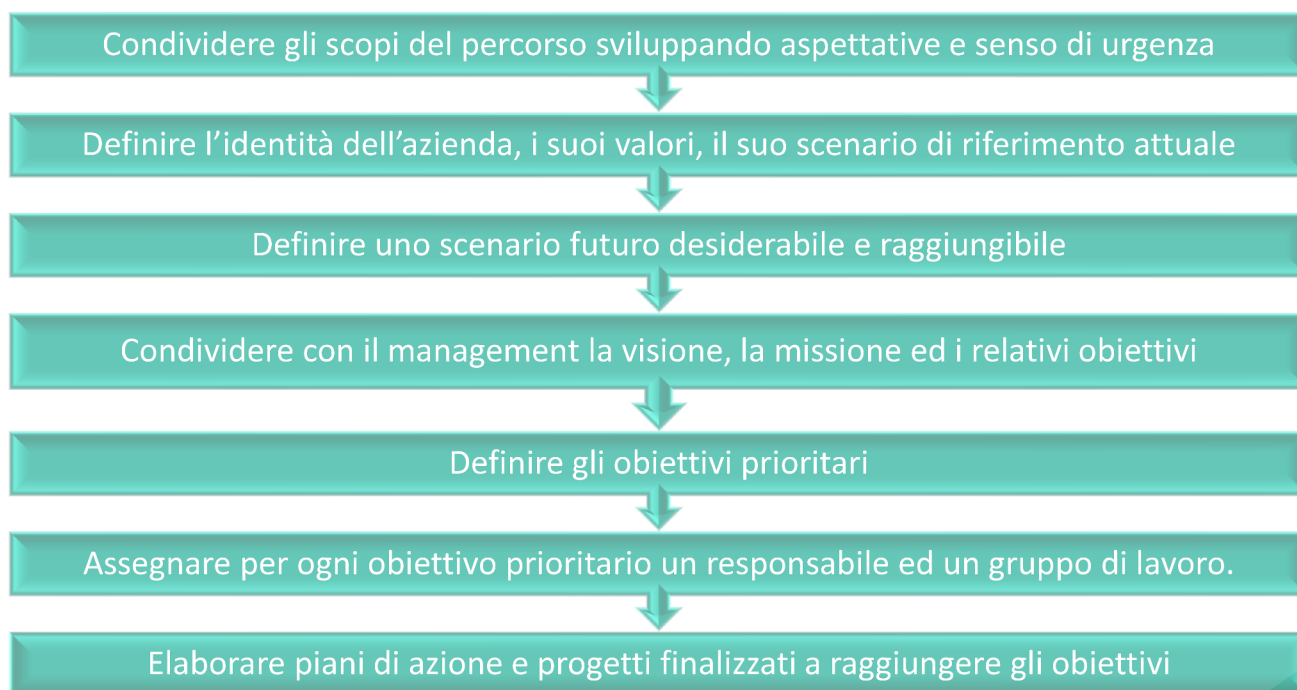 Condividere gli scopi del percorso sviluppando aspettative e senso di urgenza
Definire l’identità dell’azienda, i suoi valori, il suo scenario di riferimento attuale
Definire uno scenario futuro desiderabile e raggiungibile
Condividere con il management la visione, la missione ed i relativi obiettivi
Definire gli obiettivi prioritari
Assegnare per ogni obiettivo prioritario un responsabile ed un gruppo di lavoro.
Elaborare piani di azione e progetti finalizzati a raggiungere gli obiettivi